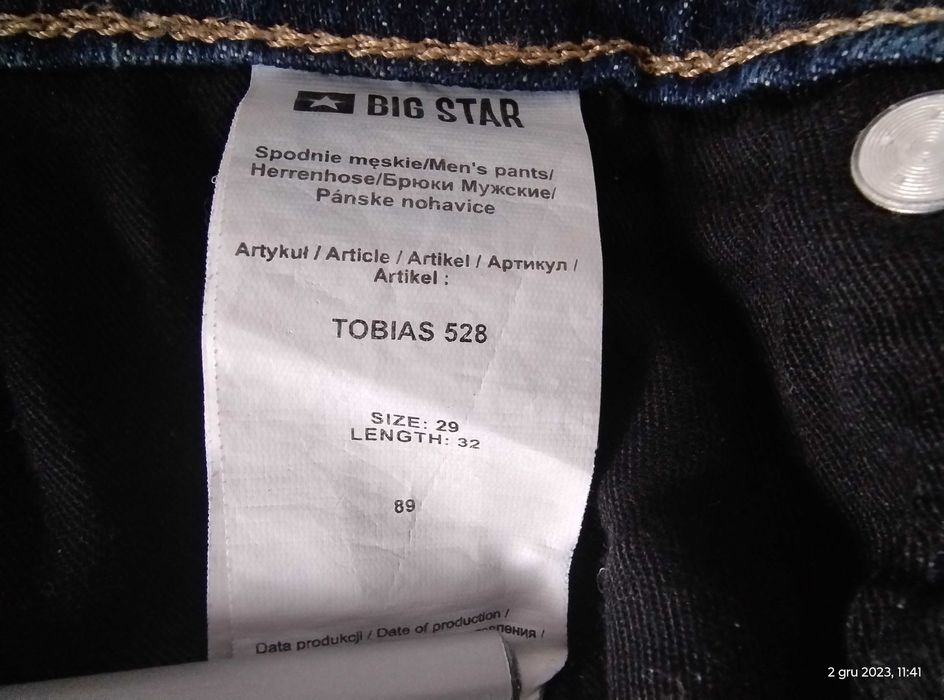 BIG STAR
Spodnie męskie/Men's pants/
Herrenhose/Брюки Мужские/
Pánske nohavice
Artykuł / Article / Artikel / Артикул /
Artikel :
TOBIAS 528
SIZE: 29
LENGTH: 32
89
Data produkcji / Date of production /
2 gru 2023, 11:41